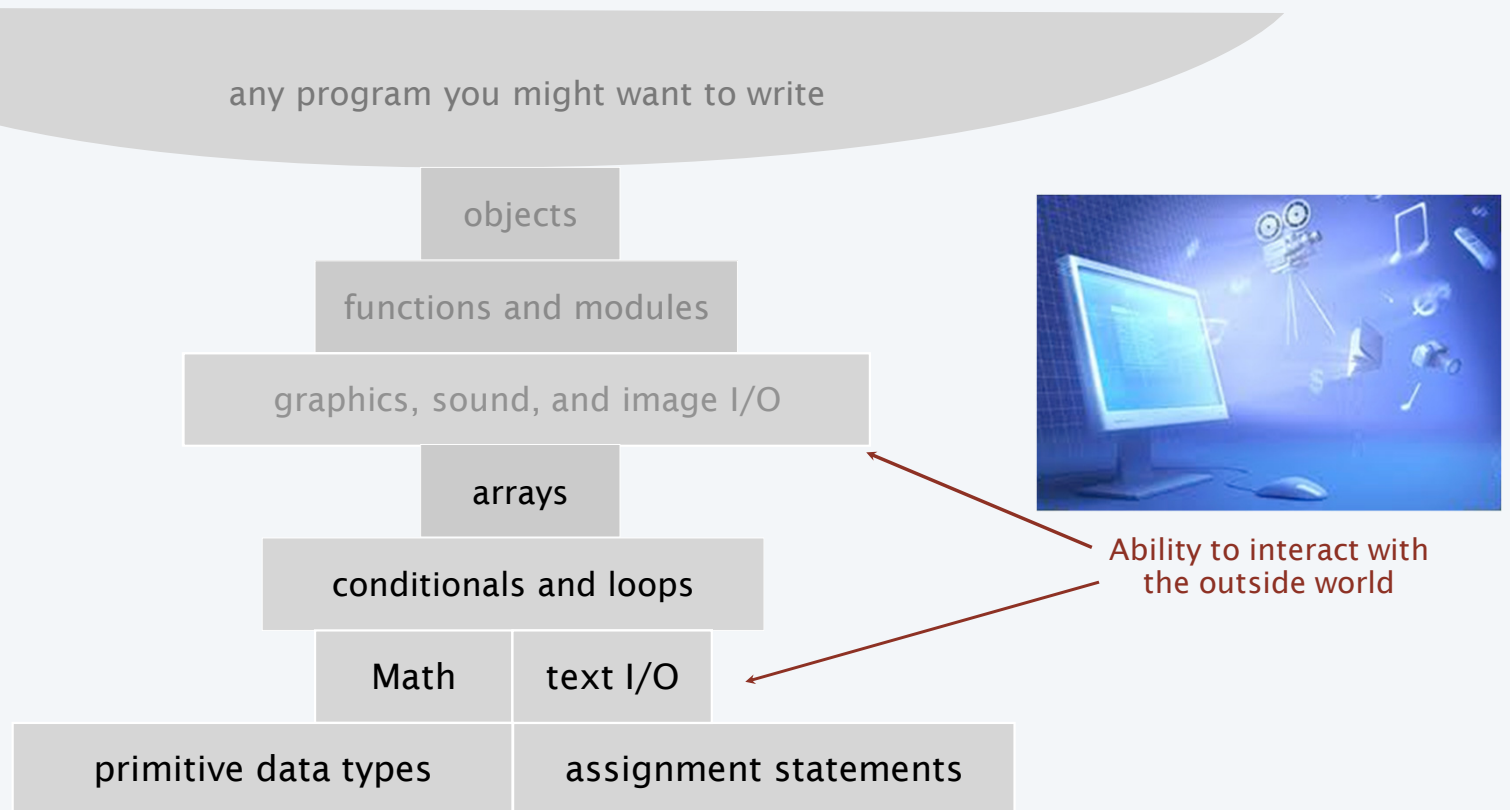 any program you might want to write
objects
functions and modules
graphics, sound, and image I/O
arrays
Ability to interact with
the outside world
conditionals and loops
Math
text I/O
primitive data types
assignment statements